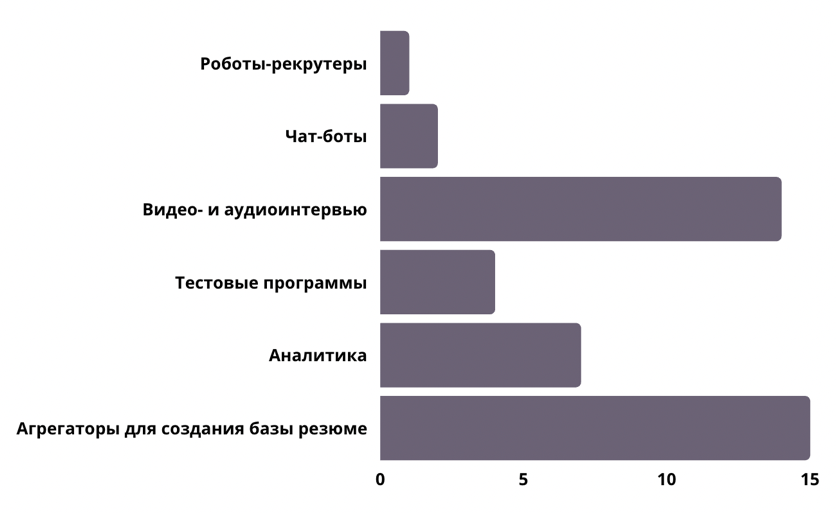 Роботы-рекрутеры
Чат-боты
Видео- и аудиоинтервью
Тестовые программы
Аналитика
Агрегаторы для создания базы резюме
0 5 10 15